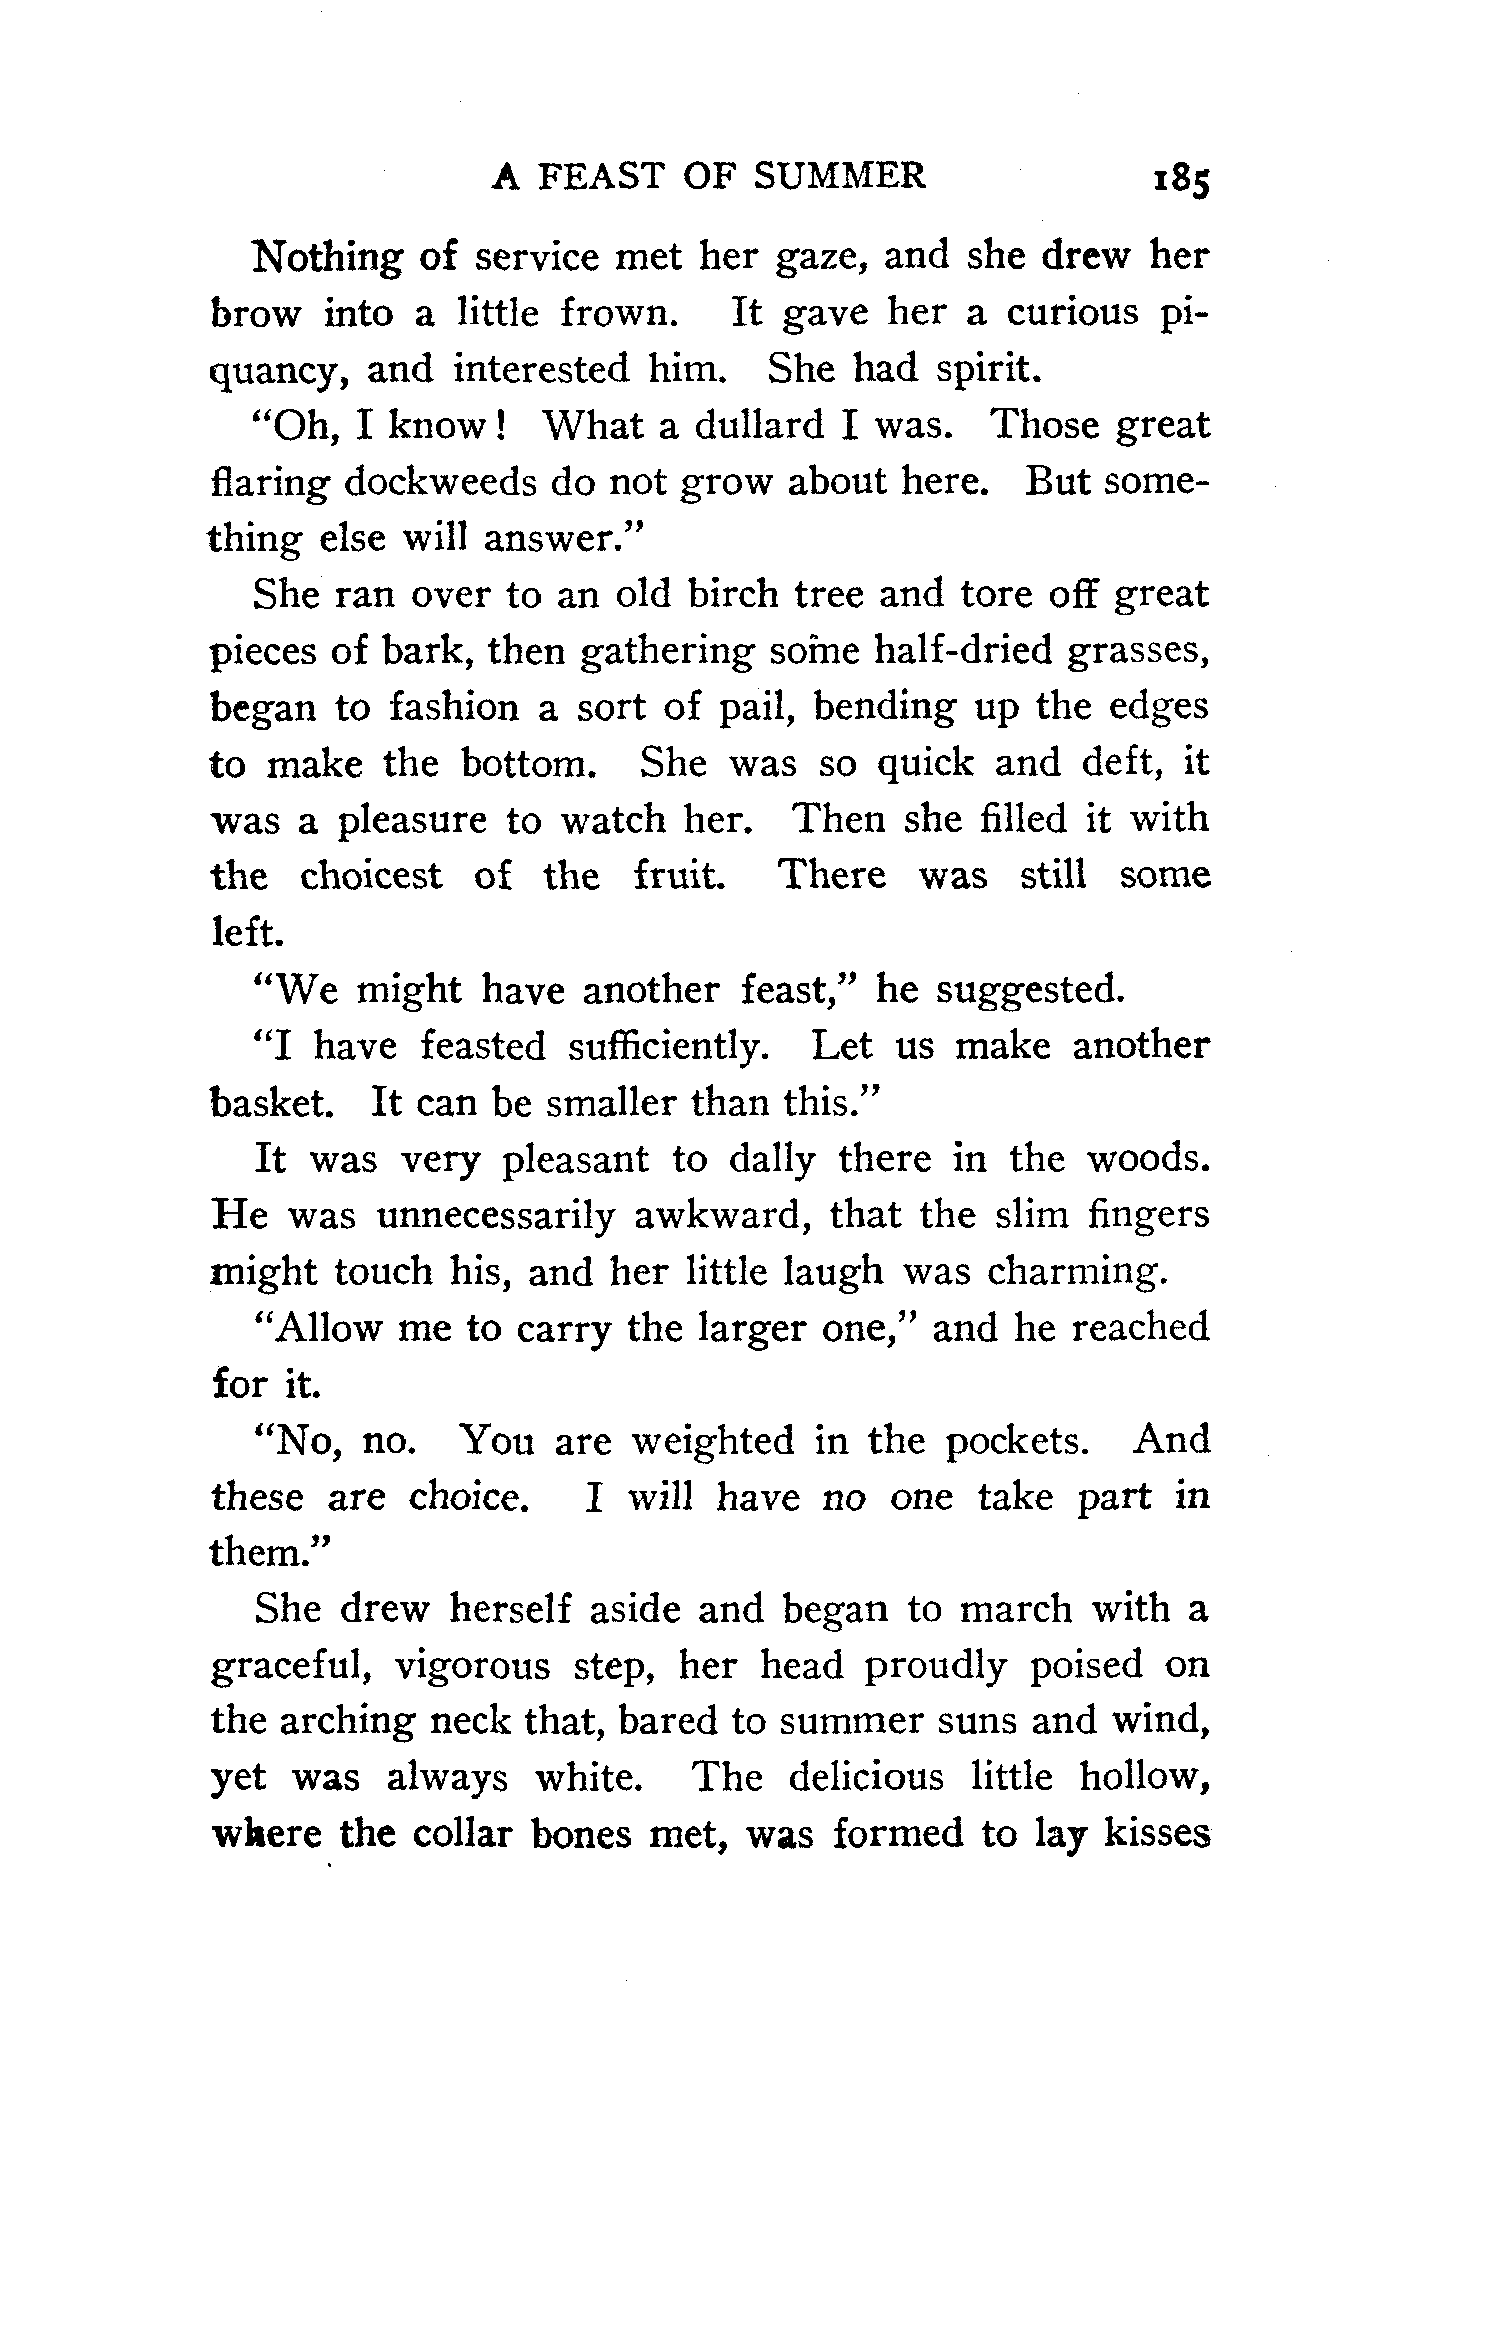 A FEAST OF SUMMER 185
Nothing of service met her gaze, and she drew her
brow into a little frown. It gave her a curious pi-
quancy, and interested him. She had spirit.
“Oh, I know! What a dullard I was. Those great
flaring dockweeds do not grow about here. But some-
thing else will answer.”
She ran over to an old birch tree and tore off great
pieces of bark, then gathering some half-dried grasses,
began to fashion a sort of pail, bending up the edges
to make the bottom. She was so quick and deft, it
was a pleasure to watch her. Then she filled it with
the choicest of the fruit. There was still some
left.
“We might have another feast,” he suggested.
“I have feasted sufficiently. Let us make another
basket. It can be smaller than this.”
It was very pleasant to dally there in the woods.
He was unnecessarily awkward, that the slim fingers
might touch his, and her little laugh was charming.
“Allow me to carry the larger one,” and he reached
for it.
“No, no. You are weighted in the pockets. And
these are choice. I will have no one take part in
them.”
She drew herself aside and began to march with a
graceful, vigorous step, her head proudly poised on
the arching neck that, bared to summer suns and wind,
yet was always white. The delicious little hollow,
where the collar bones met, was formed to lay kisses